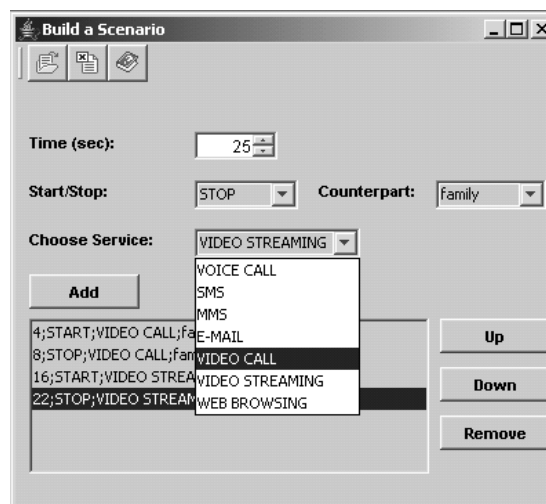 Build a Scenario
Time (sec): 25
Start/Stop: STOP Counterpart: family
Choose Service: VIDEO STREAMING
Add
VOICE CALL
SMS
MMS
E-MAIL
VIDEO CALL
VIDEO STREAMING
WEB BROWSING
4;START;VIDEO CALL;fa
8;STOP;VIDEO CALL;fam
16;START;VIDEO STREA
22;STOP;VIDEO STREAM
Up
Down
Remove